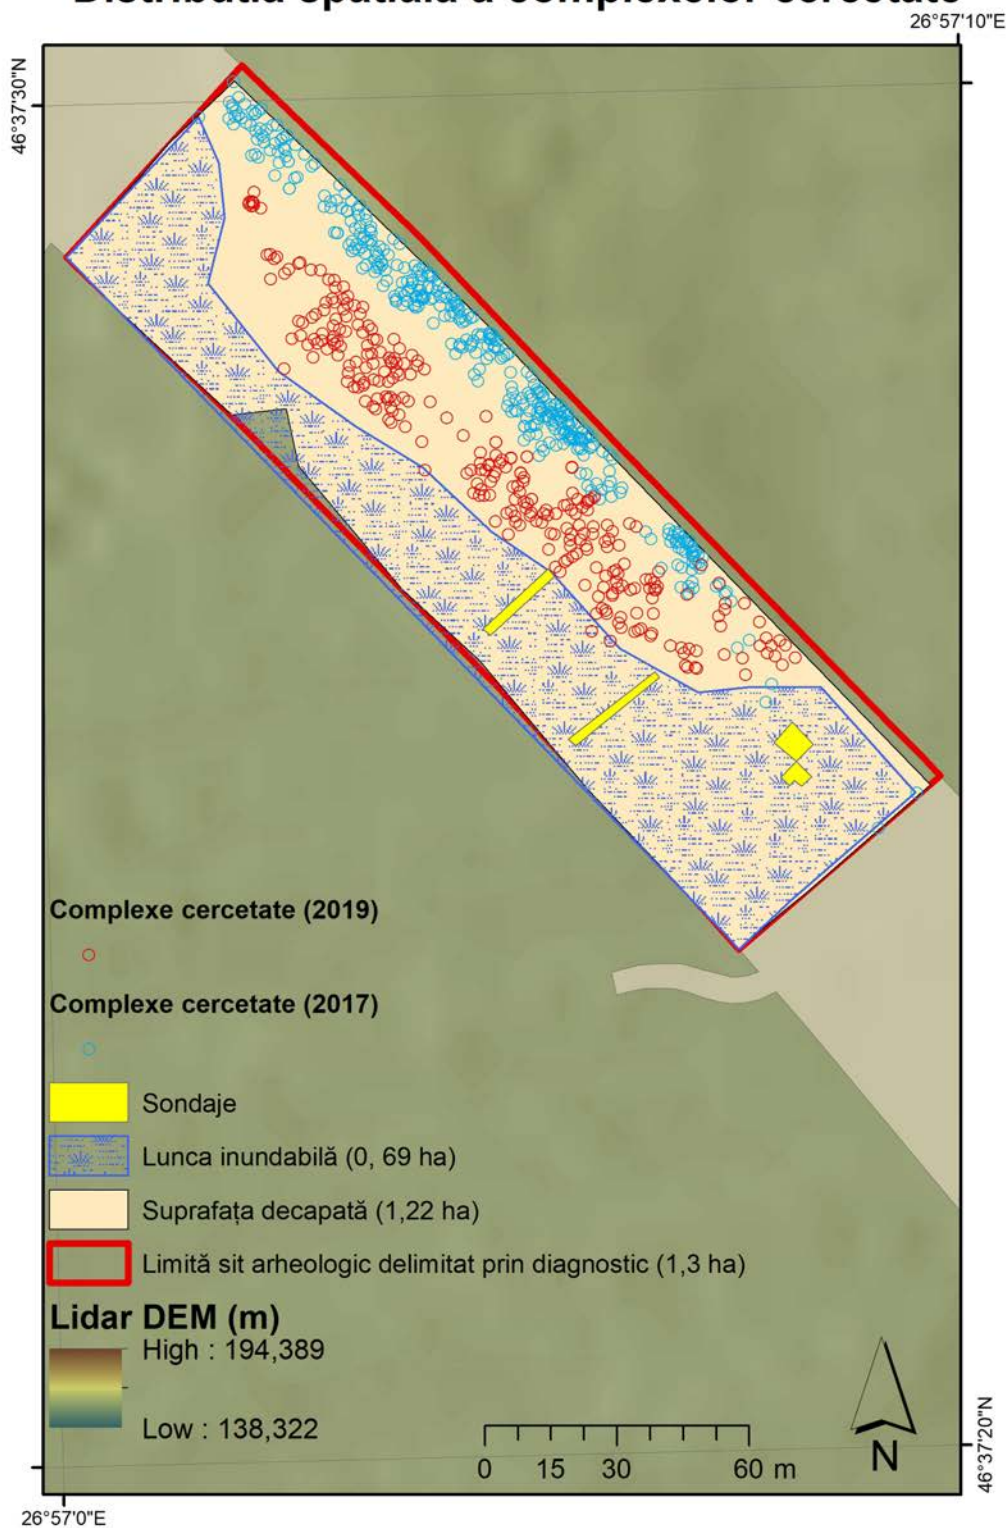 Distribuția spațială a complexelor cercetate
26°57'10"E
46°37'30"N
Complexe cercetate (2019)
Complexe cercetate (2017)
Sondaje
Lunca inundabilă (0, 69 ha)
Suprafața decapată (1,22 ha)
Limită sit arheologic delimitat prin diagnostic (1,3 ha)
Lidar DEM (m)
High : 194,389
Low : 138,322
0 15 30 60 m
N
46°37'20"N
26°57'0"E